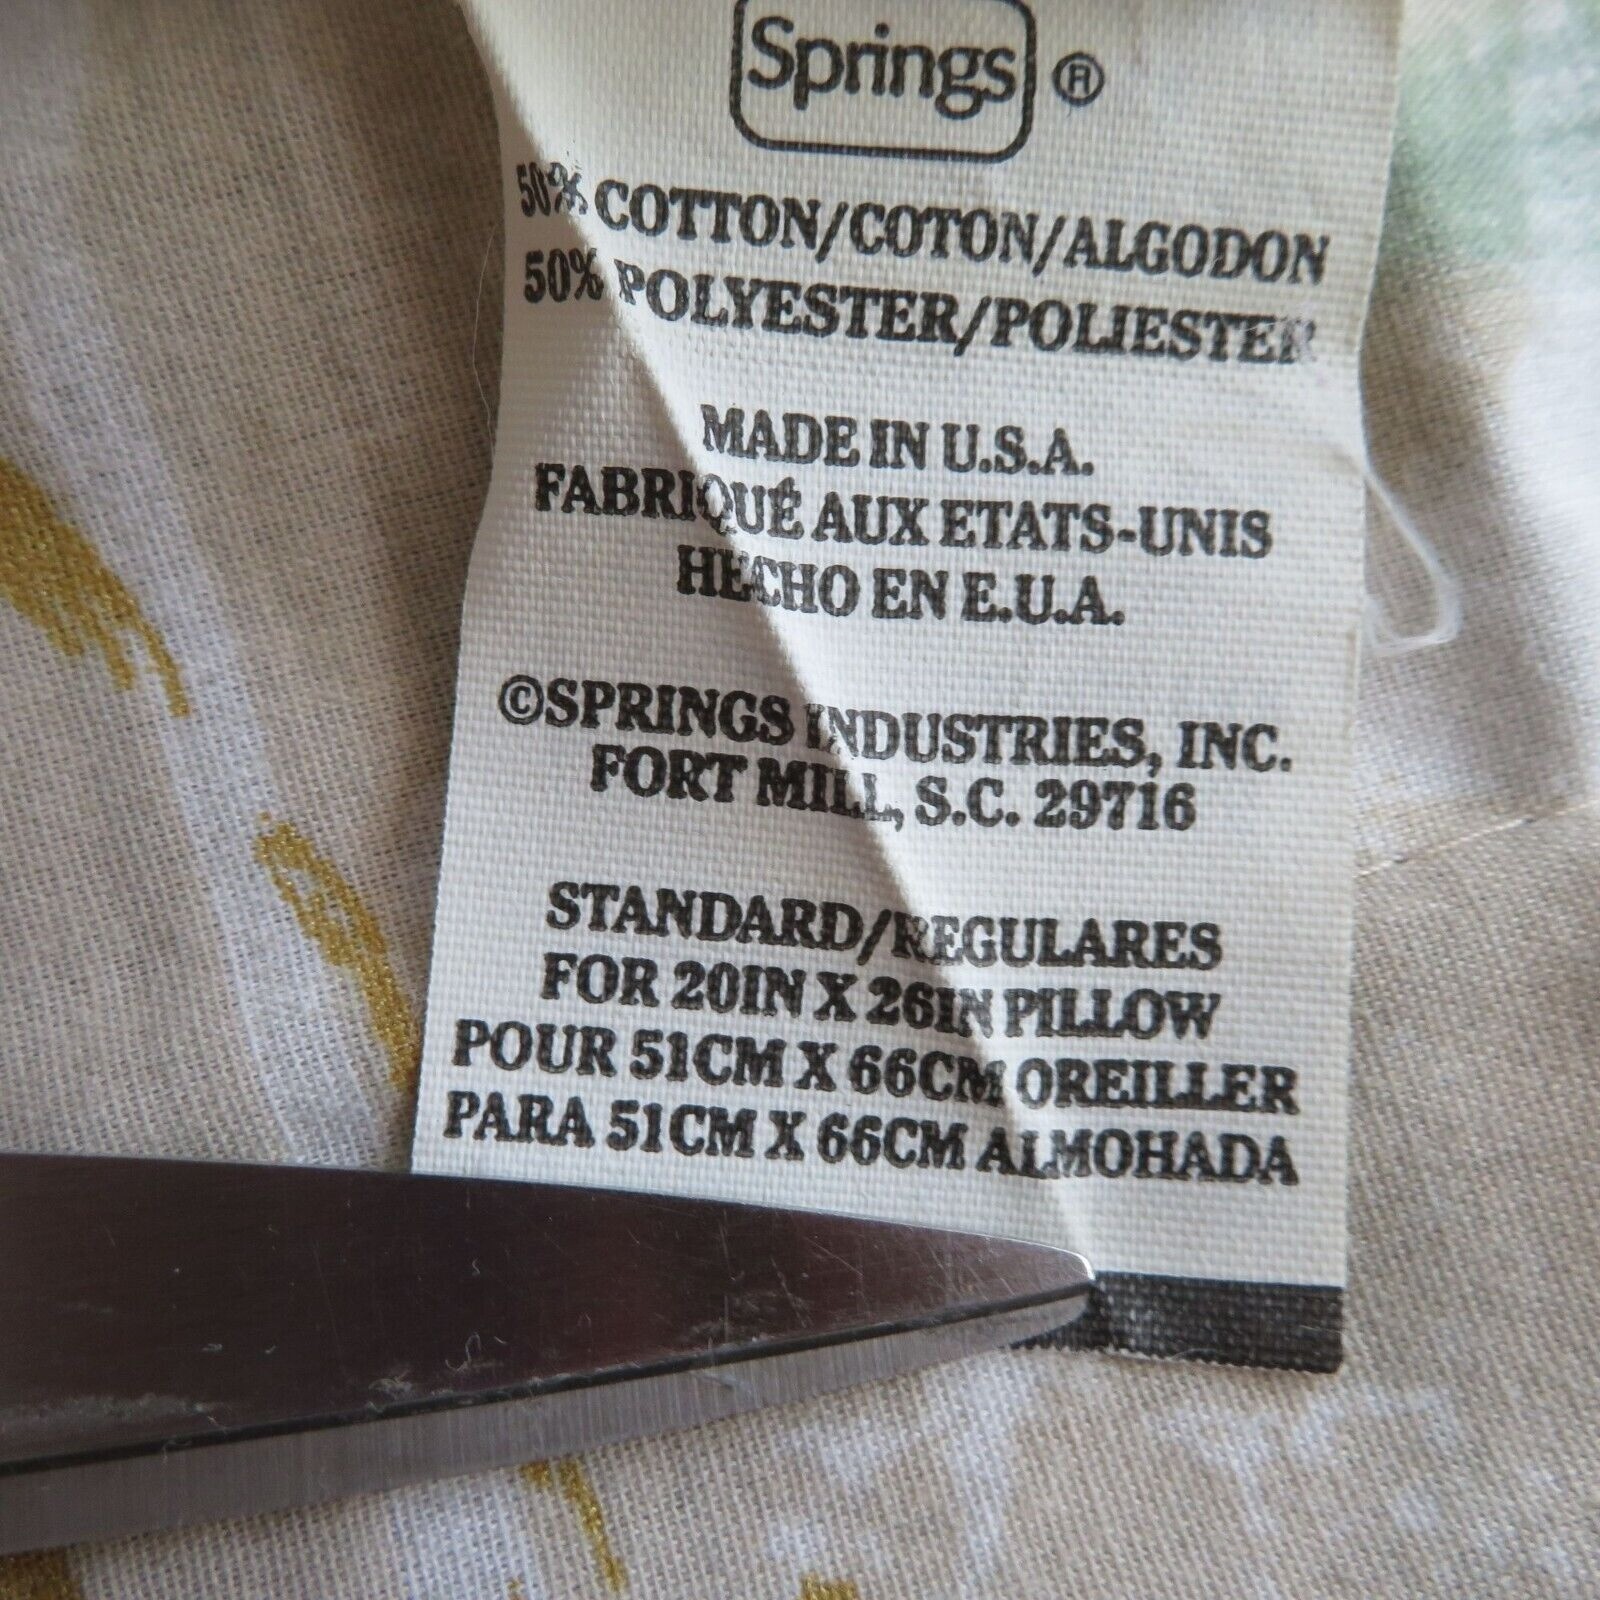 Springs ®
50% COTTON/COTON/ALGODON
50% POLYESTER/POLIESTER
MADE IN U.S.A.
FABRIQUÉ AUX ETATS-UNIS
HECHO EN E.U.A.
©SPRINGS INDUSTRIES, INC.
FORT MILL, S.C. 29716
STANDARD/REGULARES
FOR 20IN X 26IN PILLOW
POUR 51CM X 66CM OREILLER
PARA 51CM X 66CM ALMOHADA